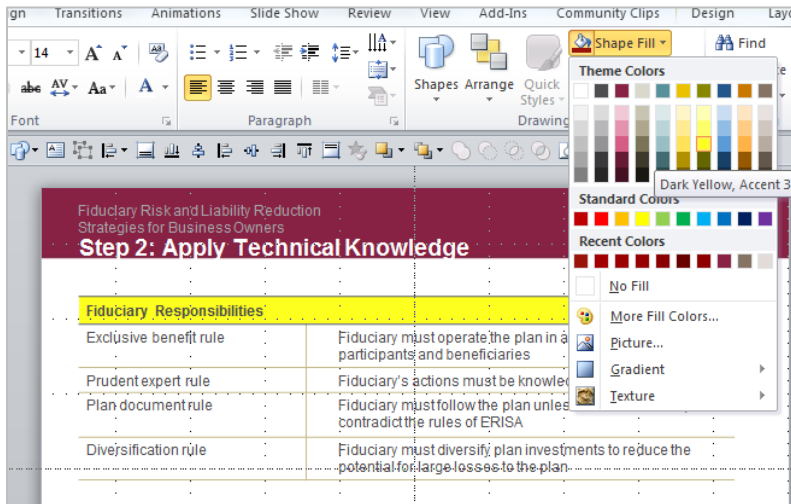 gn Transitions Animations Slide Show Review View Add-Ins Community Clips Design Layo
14 A A Shape Fill Find
abc AV Aa A Shapes Arrange Quick Styles
Font Paragraph Drawing
Theme Colors
Dark Yellow, Accent 3
Standard Colors
Recent Colors
No Fill
More Fill Colors...
Picture...
Gradient
Texture
Fiduciary Risk and Liability Reduction
Strategies for Business Owners
Step 2: Apply Technical Knowledge
Fiduciary Responsibilities
Exclusive benefit rule Fiduciary must operate the plan in a
participants and beneficiaries
Prudent expert rule Fiduciary's actions must be knowled
Plan document rule Fiduciary must follow the plan unles
contradict the rules of ERISA
Diversification rule Fiduciary must diversify plan investments to reduce the
potential for large losses to the plan